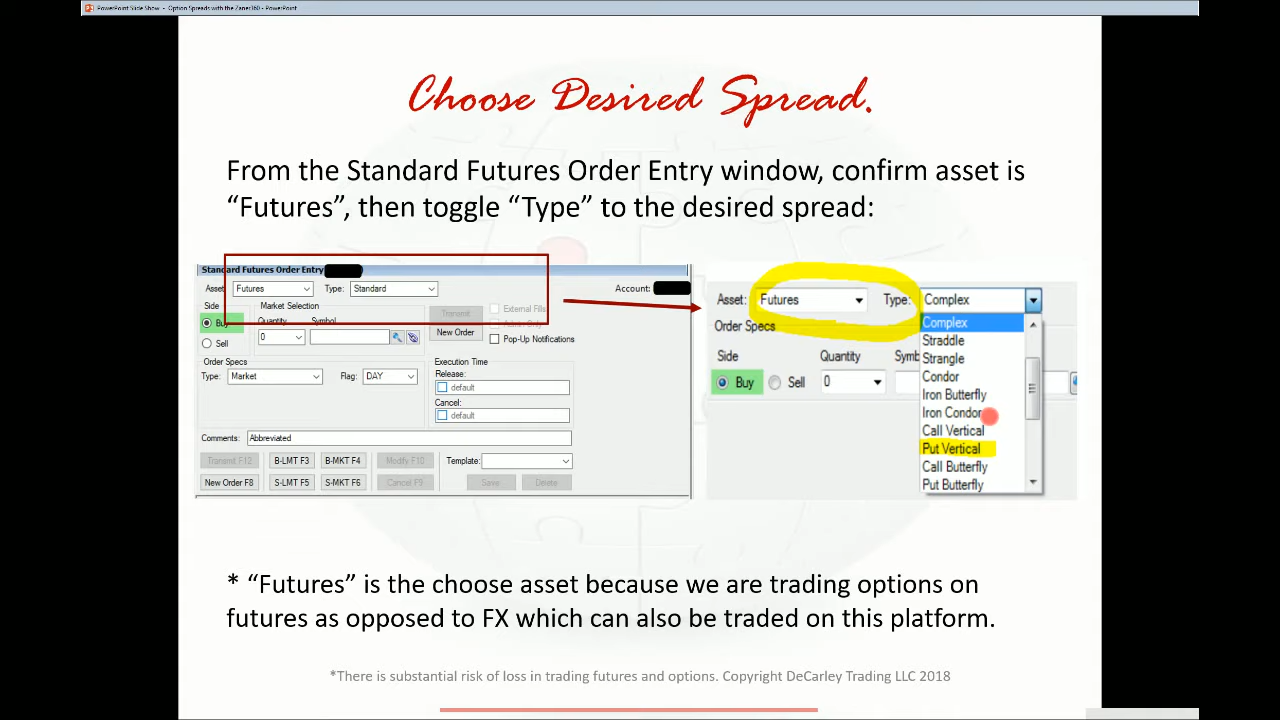 PowerPoint Slide Show - Option Spreads with the Zaner360 - PowerPoint
Choose Desired Spread.
From the Standard Futures Order Entry window, confirm asset is
“Futures”, then toggle “Type” to the desired spread:
Standard Futures Order Entry
Asset: Futures Type: Standard Account:
Side Market Selection
Buy Quantity Symbol Transmit External Fills
0
Sell New Order Pop-Up Notifications
Order Specs Execution Time
Type: Market Flag: DAY Release:
default
Cancel:
default
Comments: Abbreviated
Transmit F12 B-LMT F3 B-MKT F4 Modify F10 Template:
New Order F8 S-LMT F5 S-MKT F6 Cancel F9 Save Delete
Asset: Futures Type: Complex
Order Specs
Side Quantity Symb
Buy Sell 0
Complex
Straddle
Strangle
Condor
Iron Butterfly
Iron Condor
Call Vertical
Put Vertical
Call Butterfly
Put Butterfly
* “Futures” is the choose asset because we are trading options on
futures as opposed to FX which can also be traded on this platform.
*There is substantial risk of loss in trading futures and options. Copyright DeCarley Trading LLC 2018